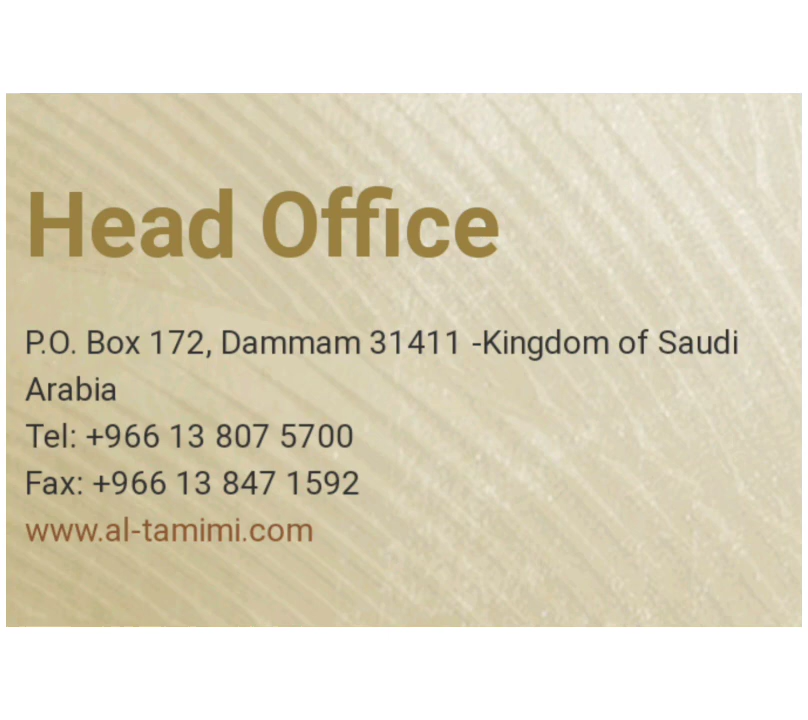 Head Office
P.O. Box 172, Dammam 31411 -Kingdom of Saudi
Arabia
Tel: +966 13 807 5700
Fax: +966 13 847 1592
www.al-tamimi.com